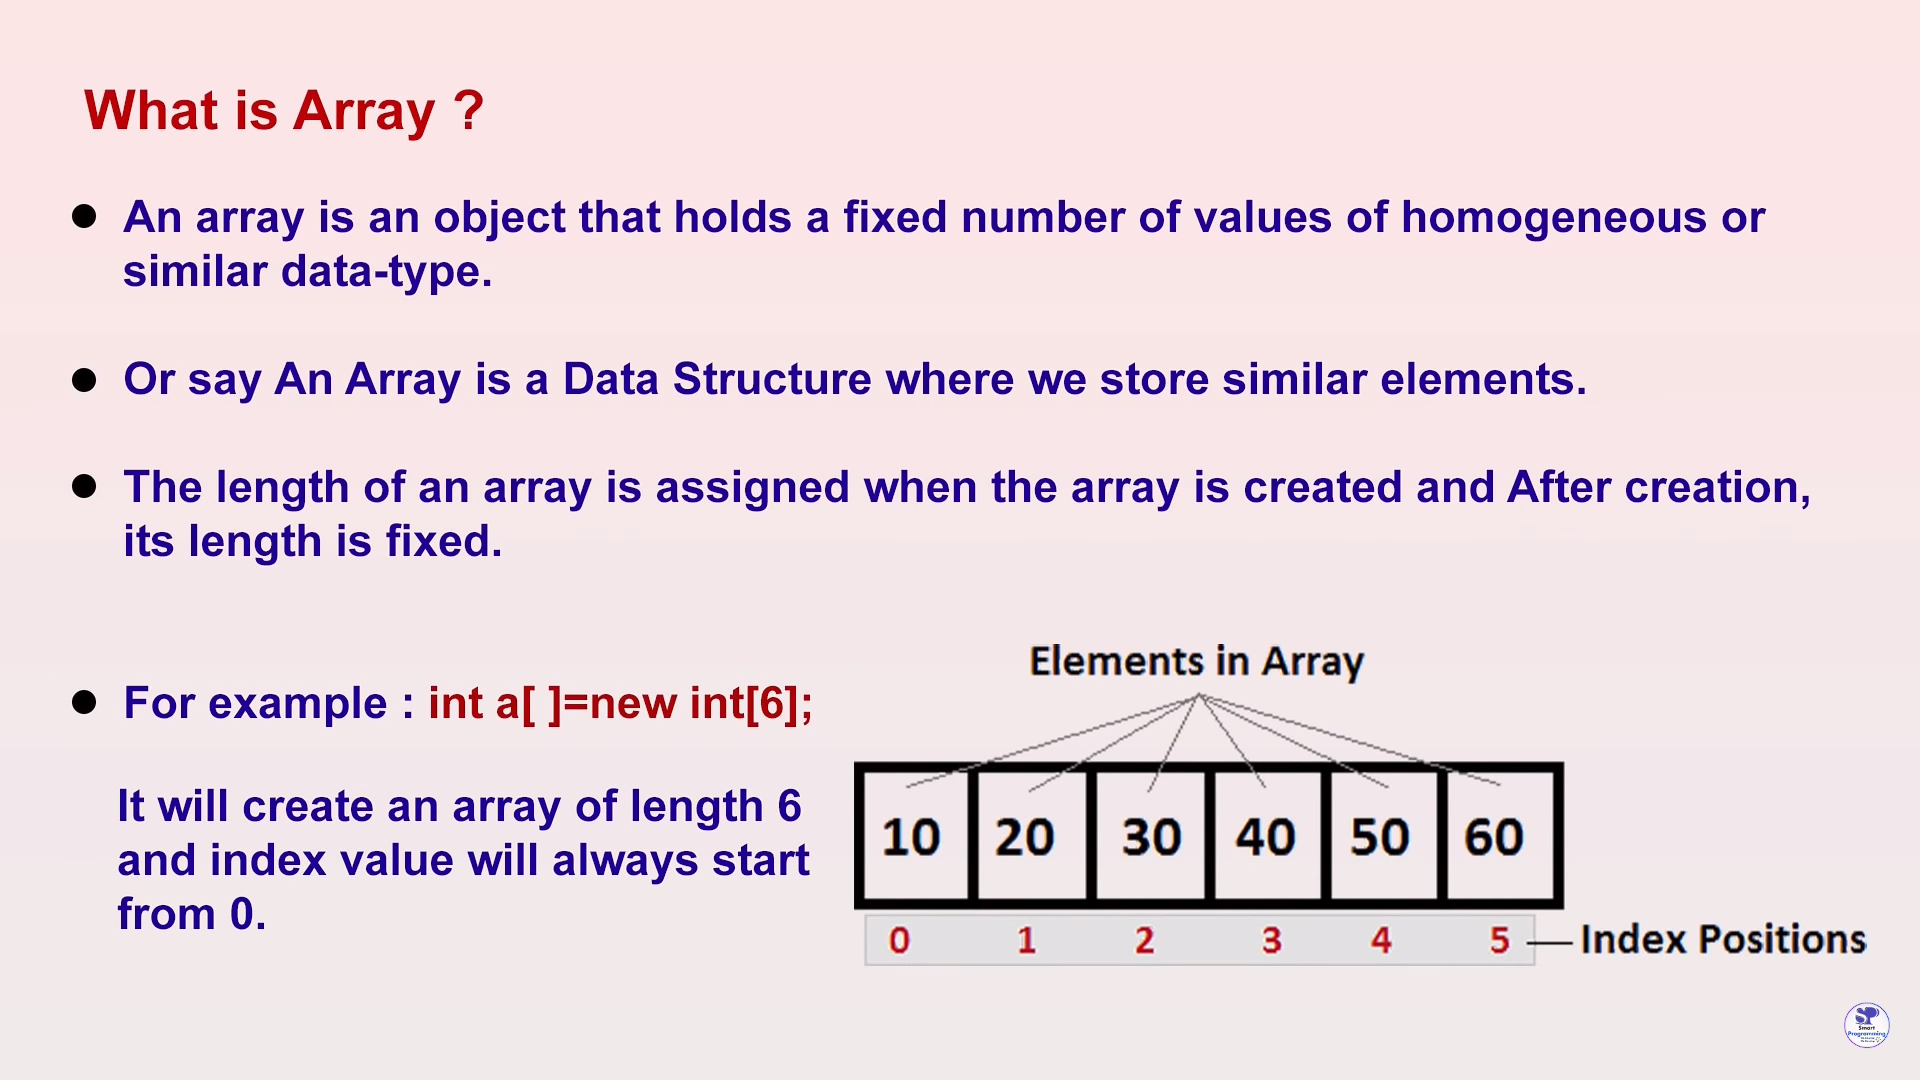 What is Array ?
An array is an object that holds a fixed number of values of homogeneous or
similar data-type.
Or say An Array is a Data Structure where we store similar elements.
The length of an array is assigned when the array is created and After creation,
its length is fixed.
For example : int a[ ]=new int[6];
It will create an array of length 6
and index value will always start
from 0.
Elements in Array
10 20 30 40 50 60
0 1 2 3 4 5 Index Positions
SP
Smart
Programming